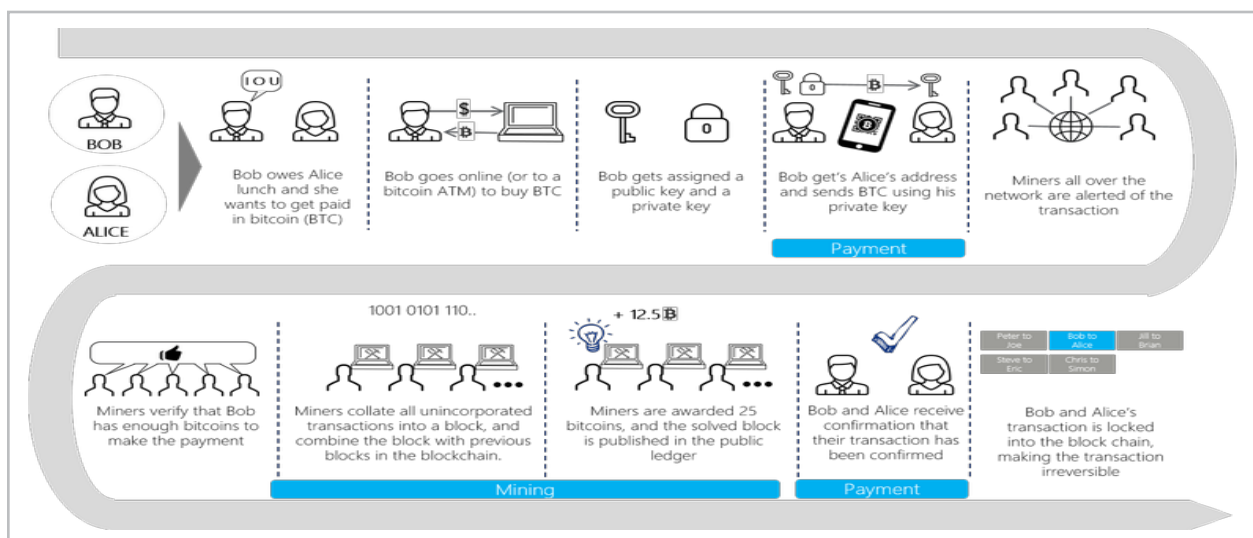 BOB
ALICE
IOU
Bob owes Alice
lunch and she
wants to get paid
in bitcoin (BTC)
$
₿
Bob goes online (or to a
bitcoin ATM) to buy BTC
Bob gets assigned a
public key and a
private key
₿
₿
Bob get's Alice's address
and sends BTC using his
private key
Payment
Miners all over the
network are alerted of the
transaction
Miners verify that Bob
has enough bitcoins to
make the payment
1001 0101 110..
Miners collate all unincorporated
transactions into a block, and
combine the block with previous
blocks in the blockchain.
+ 12.5₿
Miners are awarded 25
bitcoins, and the solved block
is published in the public
ledger
Mining
Bob and Alice receive
confirmation that
their transaction has
been confirmed
Payment
Peter to
Joe
Bob to
Alice
Jill to
Brian
Steve to
Eric
Chris to
Simon
Bob and Alice's
transaction is locked
into the block chain,
making the transaction
irreversible